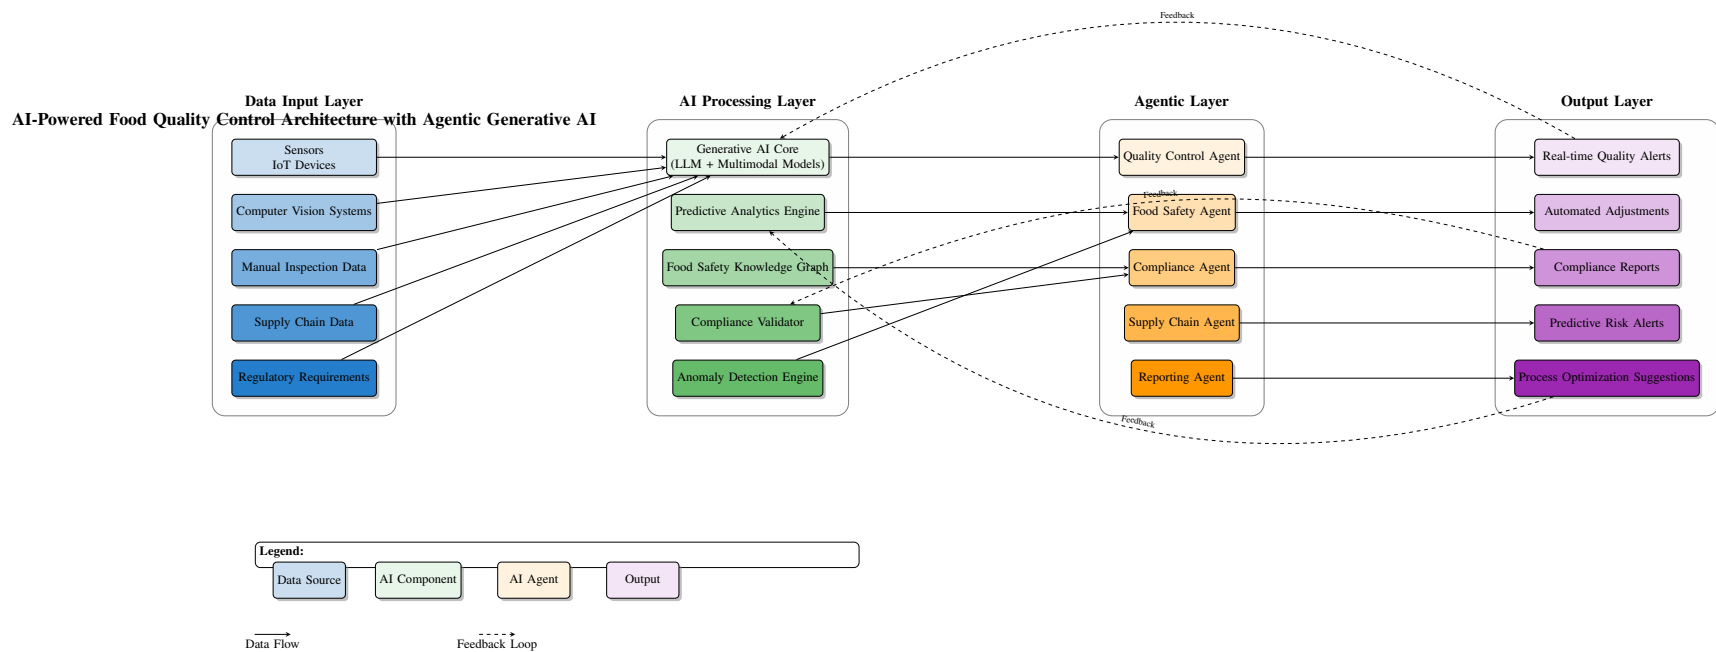 Feedback
Data Input Layer
AI Processing Layer
Agentic Layer
Output Layer
AI-Powered Food Quality Control Architecture with Agentic Generative AI
Sensors
IoT Devices
Computer Vision Systems
Manual Inspection Data
Supply Chain Data
Regulatory Requirements
Generative AI Core
(LLM + Multimodal Models)
Predictive Analytics Engine
Food Safety Knowledge Graph
Compliance Validator
Anomaly Detection Engine
Quality Control Agent
Feedback
Food Safety Agent
Compliance Agent
Supply Chain Agent
Reporting Agent
Feedback
Real-time Quality Alerts
Automated Adjustments
Compliance Reports
Predictive Risk Alerts
Process Optimization Suggestions
Legend:
Data Source
AI Component
AI Agent
Output
Data Flow
Feedback Loop